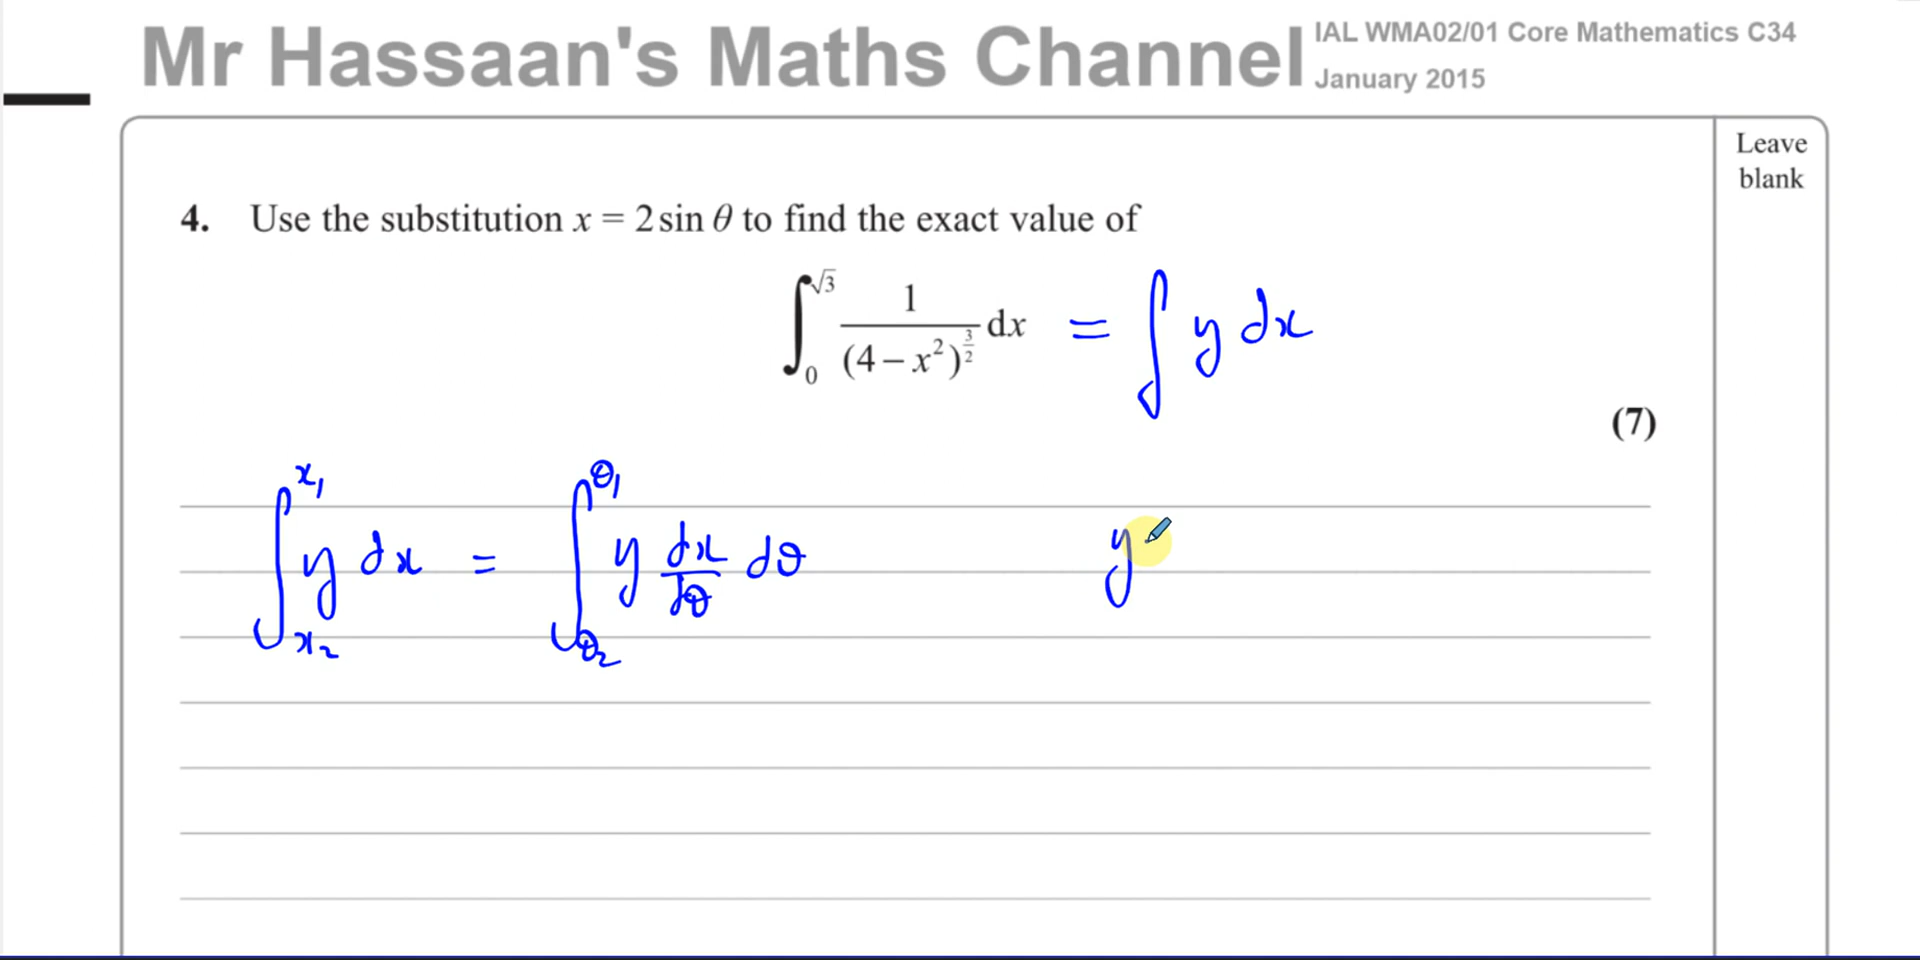 Mr Hassaan's Maths Channel
IAL WMA02/01 Core Mathematics C34
January 2015
Leave
blank
4. Use the substitution x = 2 sin θ to find the exact value of
∫₀^√3 1/(4 − x²)^(3/2) dx = ∫ y dx
(7)
∫_{x₂}^{x₁} y dx = ∫_{θ₂}^{θ₁} y dx/dθ dθ
y